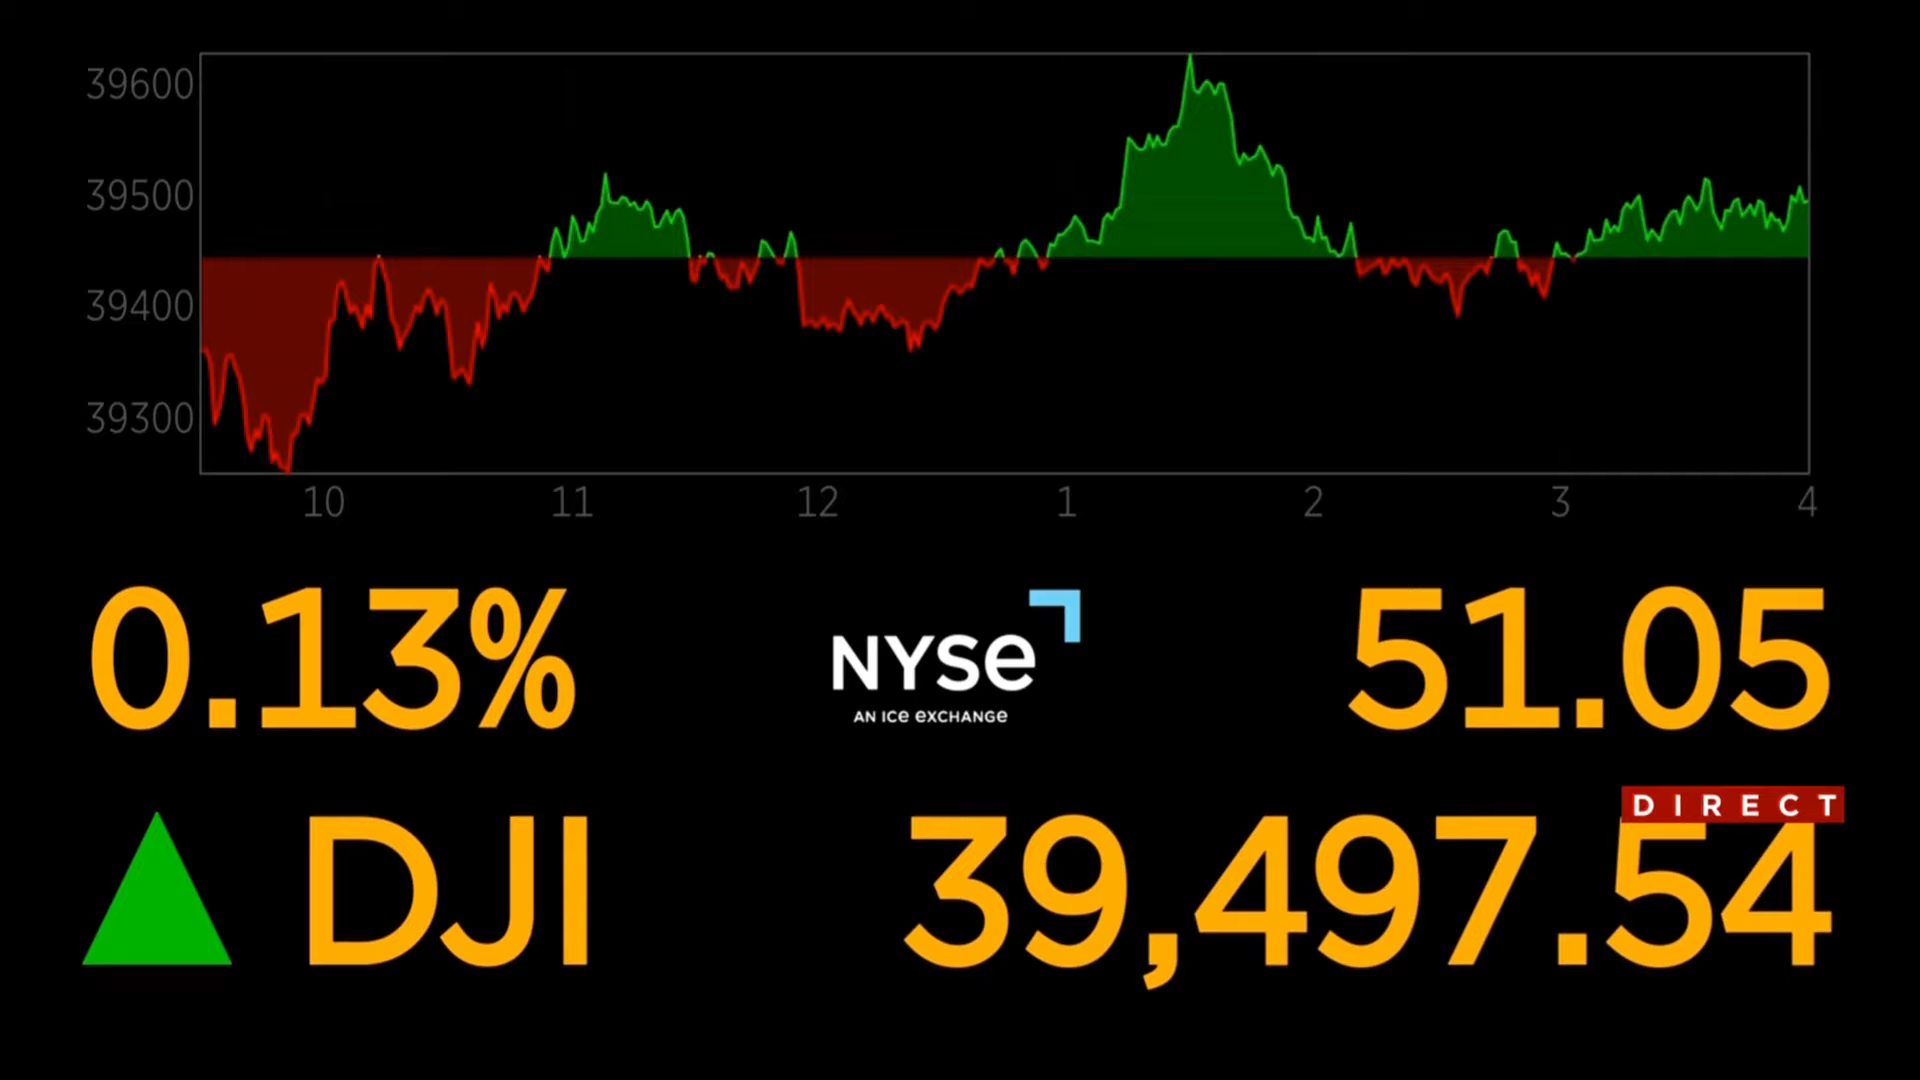 39600
39500
39400
39300
10 11 12 1 2 3 4
0.13%
NYSE
AN ICE EXCHANGE
51.05
DIRECT
DJI 39,497.54